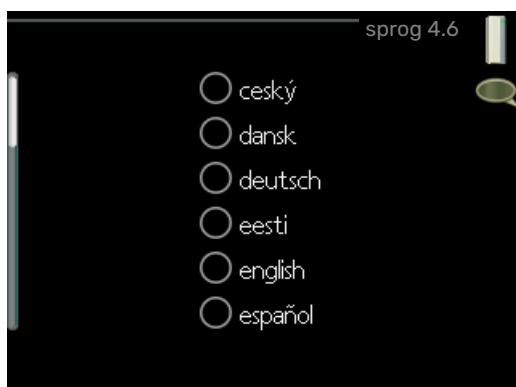 sprog 4.6
ceský
dansk
deutsch
eesti
english
español